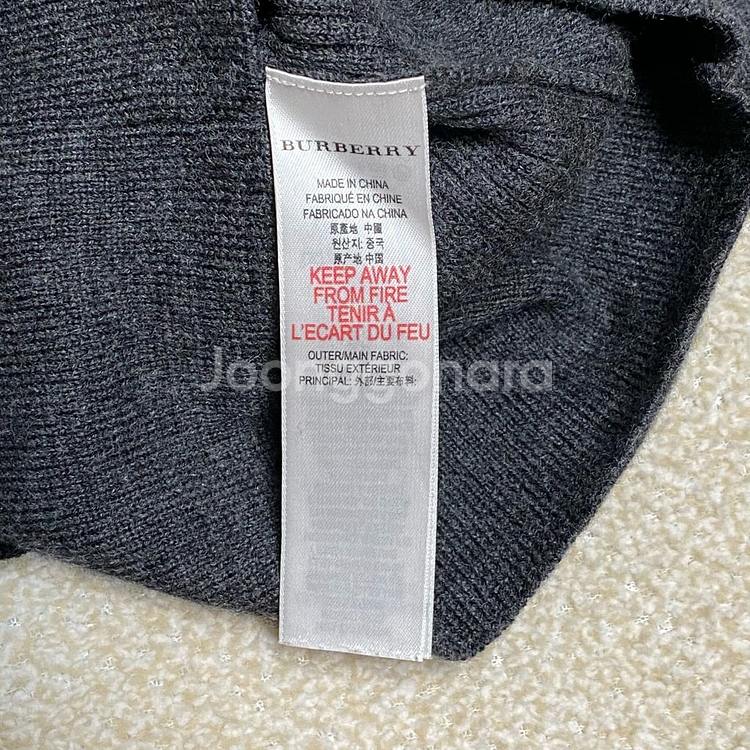 BURBERRY
MADE IN CHINA
FABRIQUÉ EN CHINE
FABRICADO NA CHINA
原產地 中國
원산지: 중국
原产地 中国
KEEP AWAY
FROM FIRE
TENIR À
L'ECART DU FEU
OUTER/MAIN FABRIC:
TISSU EXTÉRIEUR
PRINCIPAL: 外部/主要布料:
Joonggonara